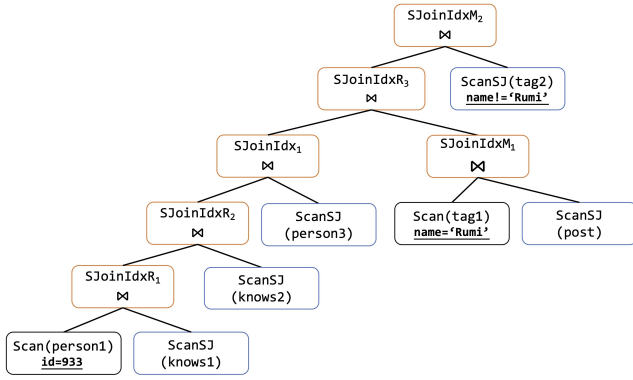 SJoinIdxM₂
⋈
SJoinIdxR₃
⋈
ScanSJ(tag2)
name!=‘Rumi’
SJoinIdx₁
⋈
SJoinIdxM₁
⋈
SJoinIdxR₂
⋈
ScanSJ
(person3)
Scan(tag1)
name=‘Rumi’
ScanSJ
(post)
SJoinIdxR₁
⋈
ScanSJ
(knows2)
Scan(person1)
id=933
ScanSJ
(knows1)